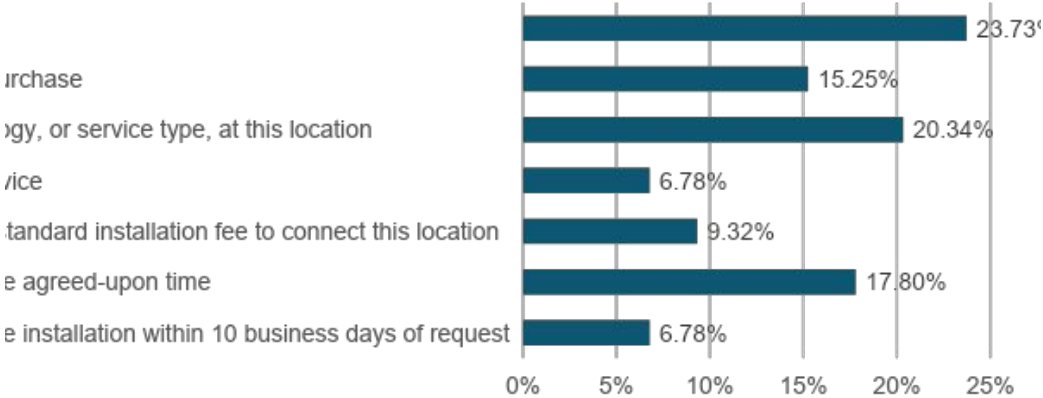 23.73%
urchase 15.25%
ogy, or service type, at this location 20.34%
vice 6.78%
standard installation fee to connect this location 9.32%
e agreed-upon time 17.80%
e installation within 10 business days of request 6.78%
0% 5% 10% 15% 20% 25%